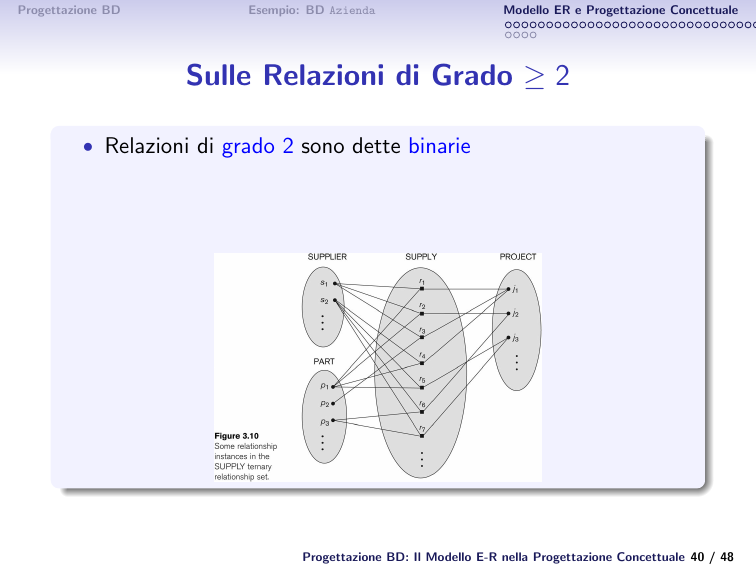 Progettazione BD
Esempio: BD Azienda
Modello ER e Progettazione Concettuale
Sulle Relazioni di Grado ≥ 2
• Relazioni di grado 2 sono dette binarie
SUPPLIER
SUPPLY
PROJECT
s1
s2
PART
p1
p2
p3
r1
r2
r3
r4
r5
r6
r7
j1
j2
j3
Figure 3.10
Some relationship
instances in the
SUPPLY ternary
relationship set.
Progettazione BD: Il Modello E-R nella Progettazione Concettuale 40 / 48